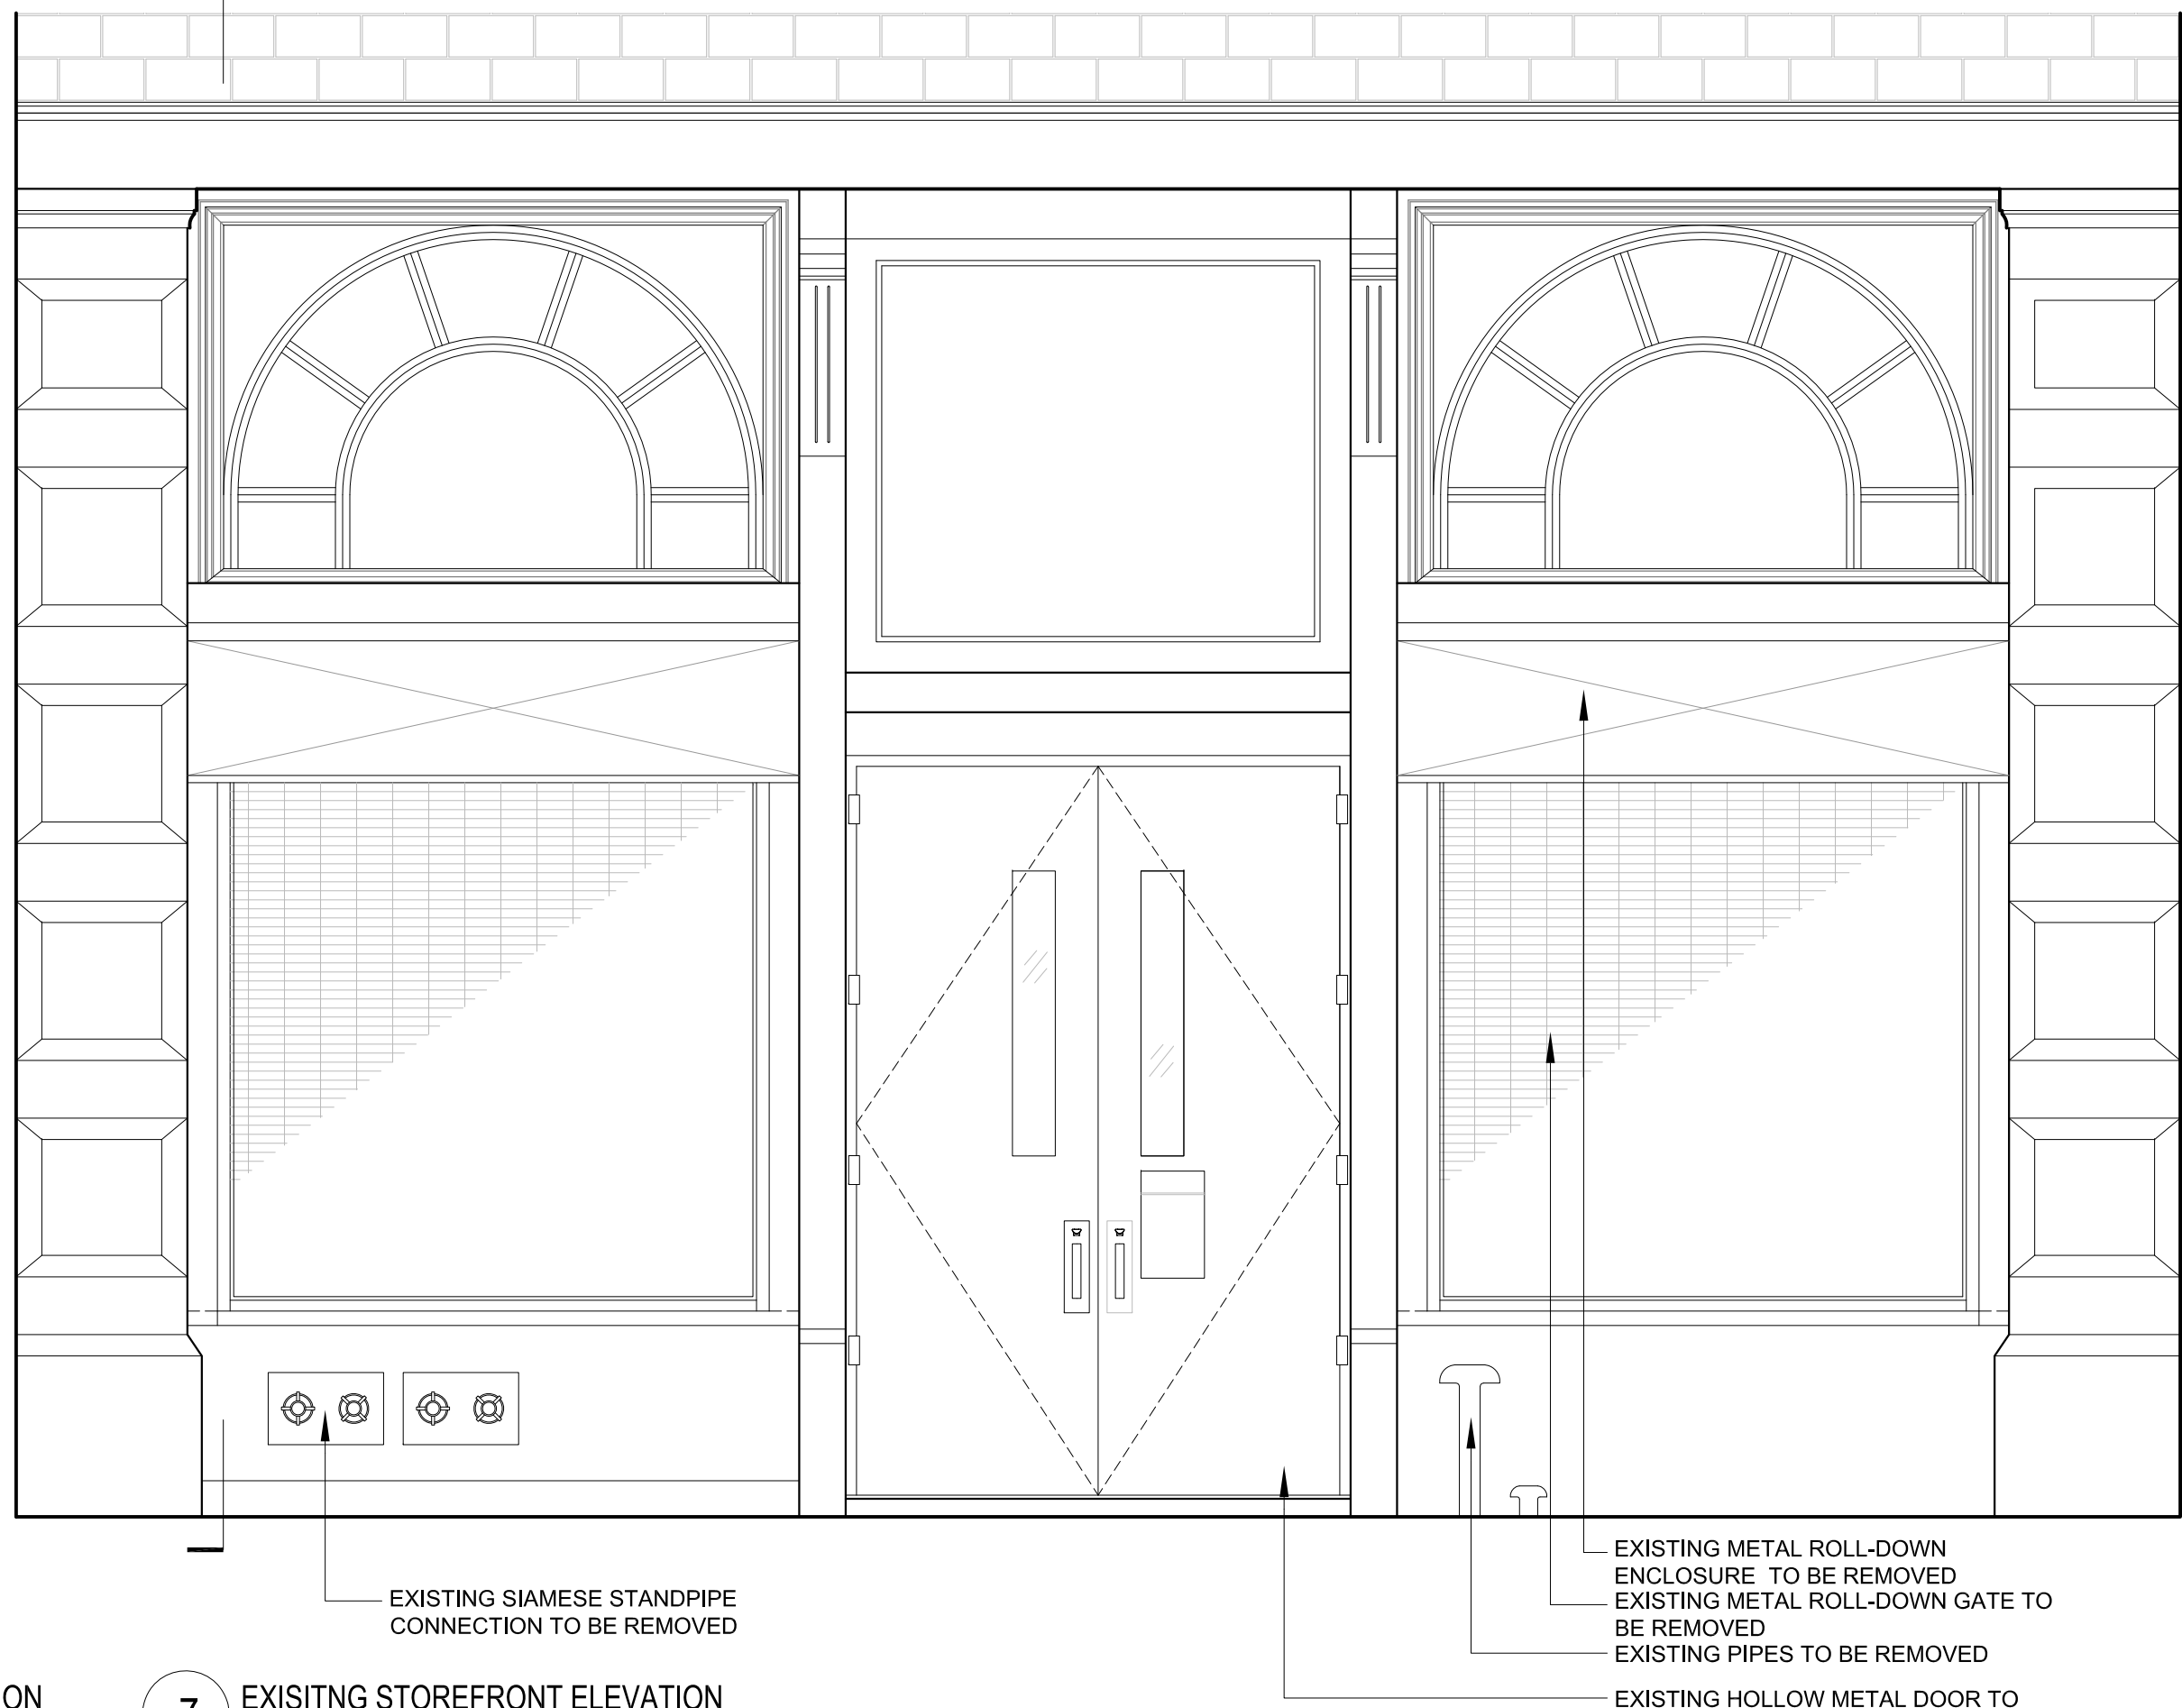 EXISTING METAL ROLL-DOWN
ENCLOSURE TO BE REMOVED
EXISTING METAL ROLL-DOWN GATE TO
BE REMOVED
EXISTING PIPES TO BE REMOVED
EXISTING HOLLOW METAL DOOR TO
EXISTING SIAMESE STANDPIPE
CONNECTION TO BE REMOVED
ON
7 EXISITNG STOREFRONT ELEVATION